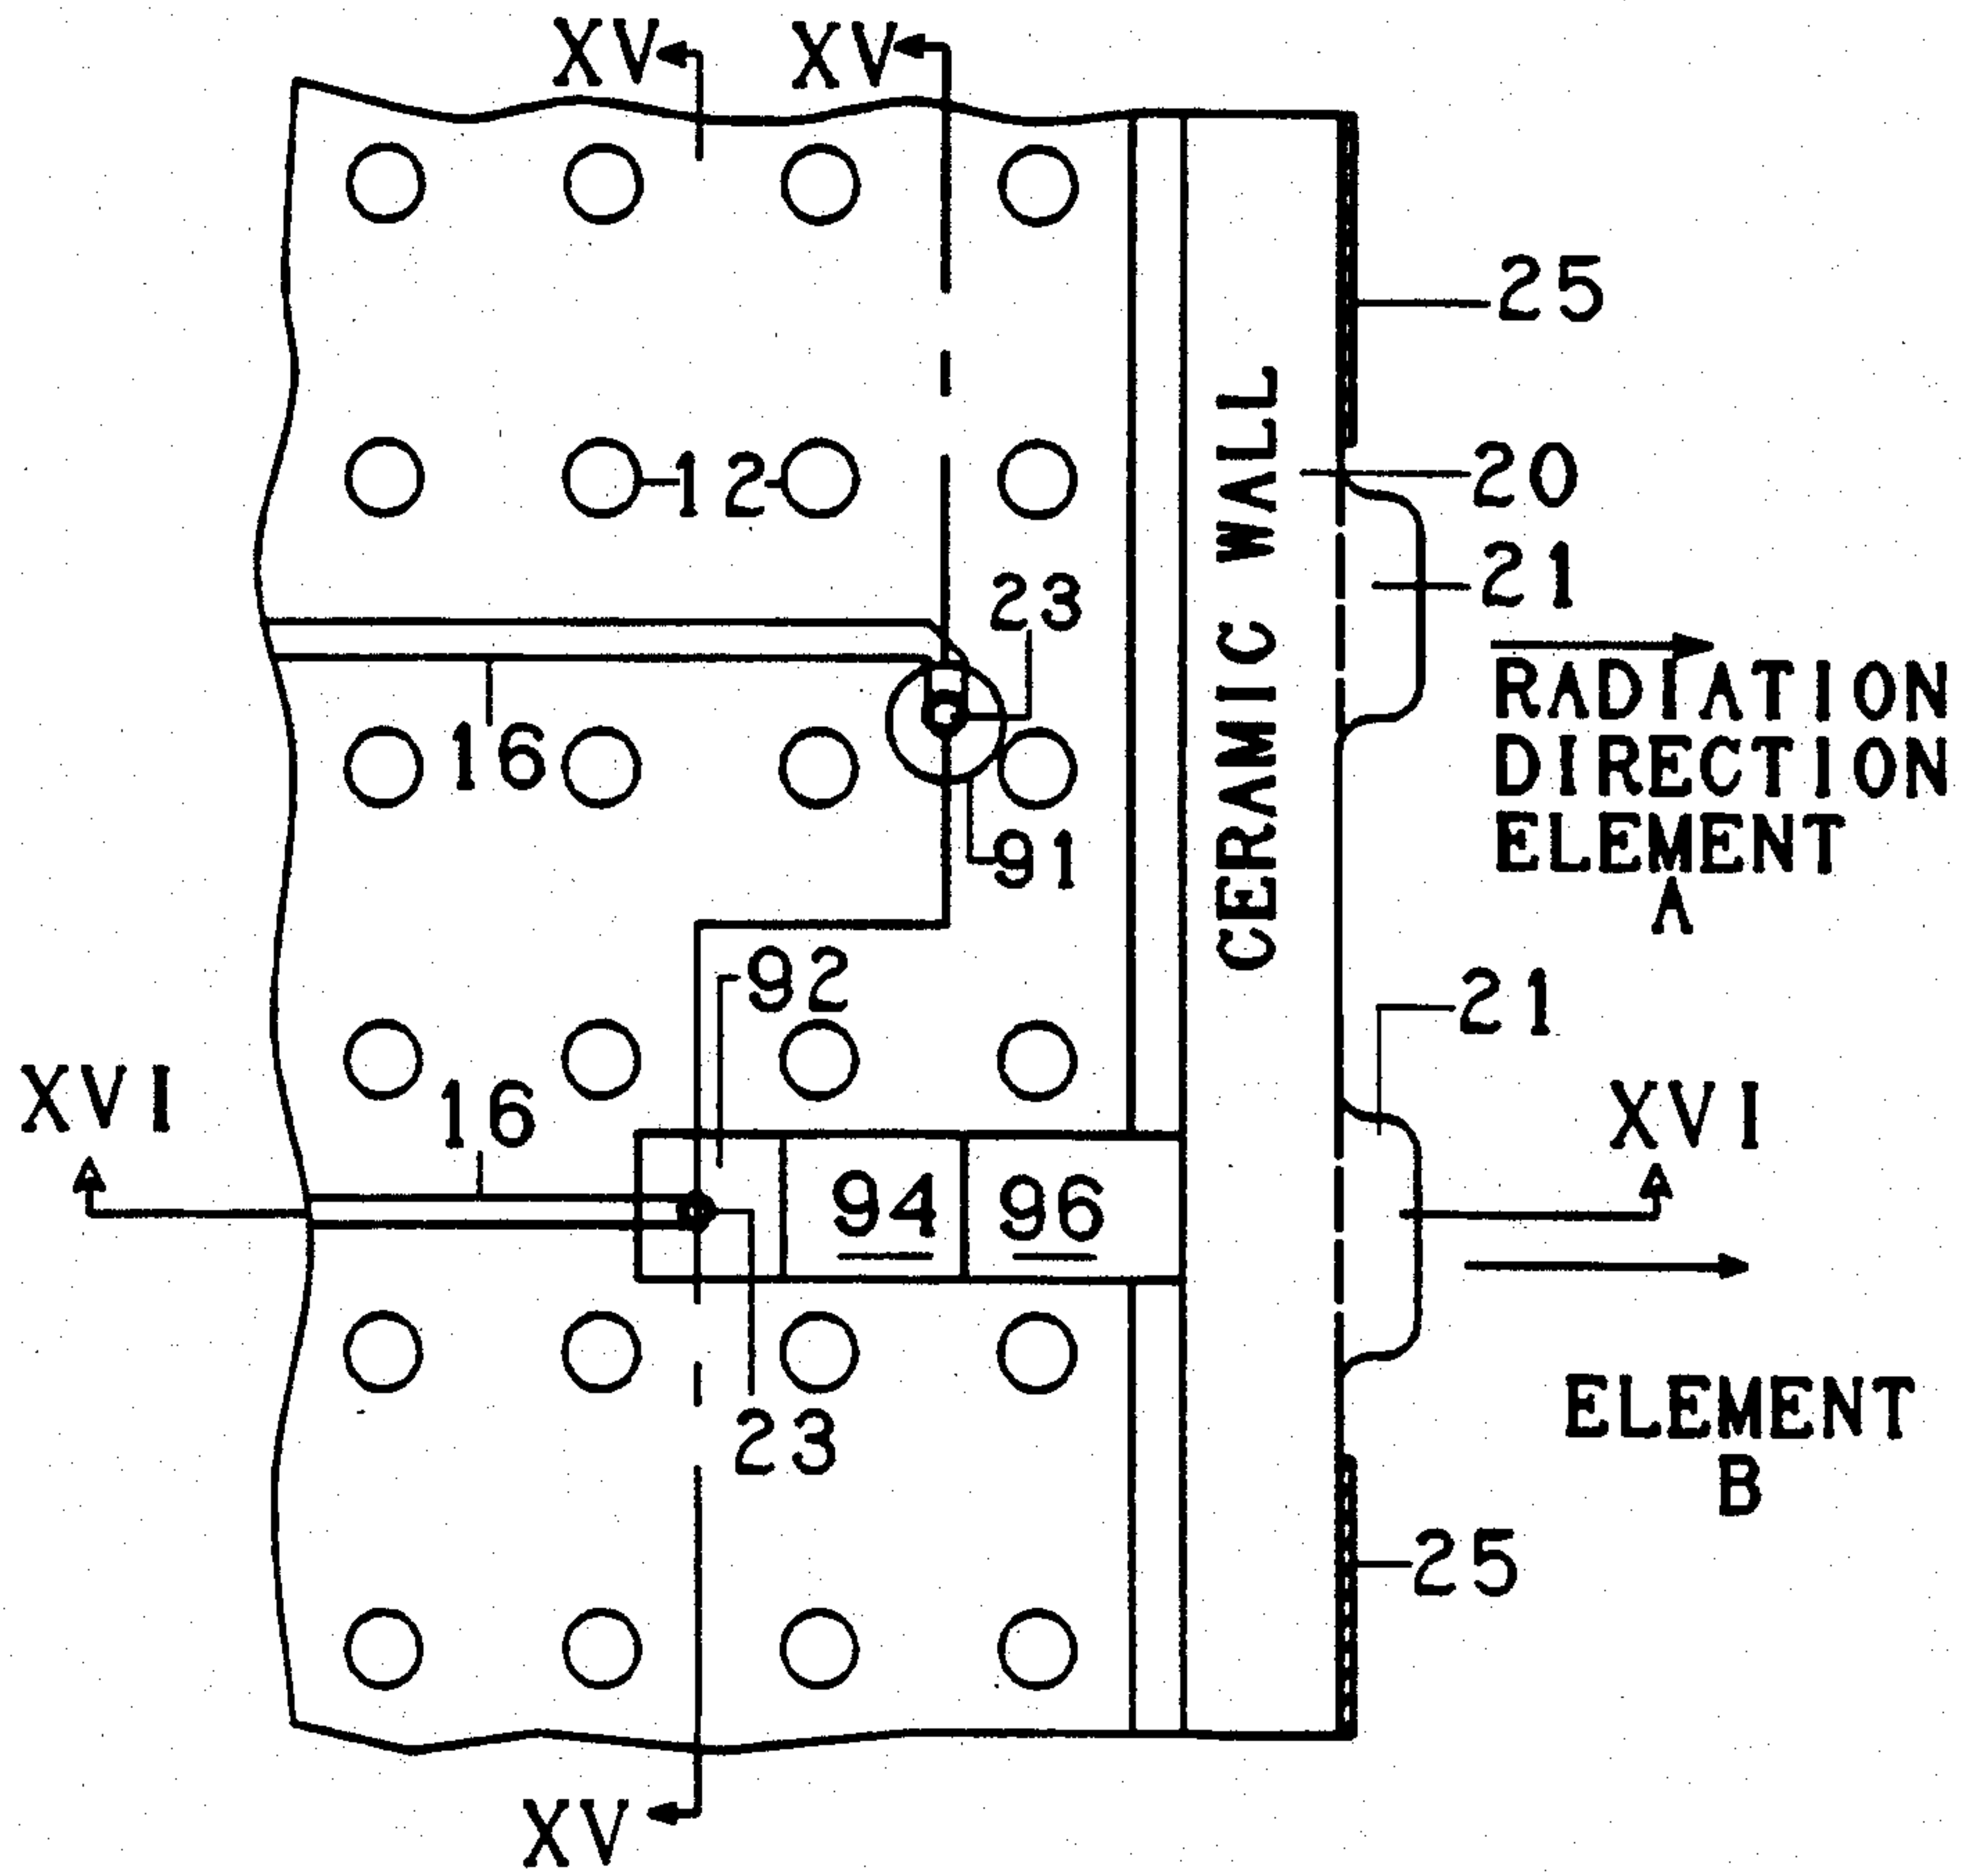 XV XV
25
20
12
21
23
RADIATION
DIRECTION
ELEMENT
A
16
CERAMIC WALL
91
92
21
XVI
16
XVI
94 96
ELEMENT
B
23
25
XV